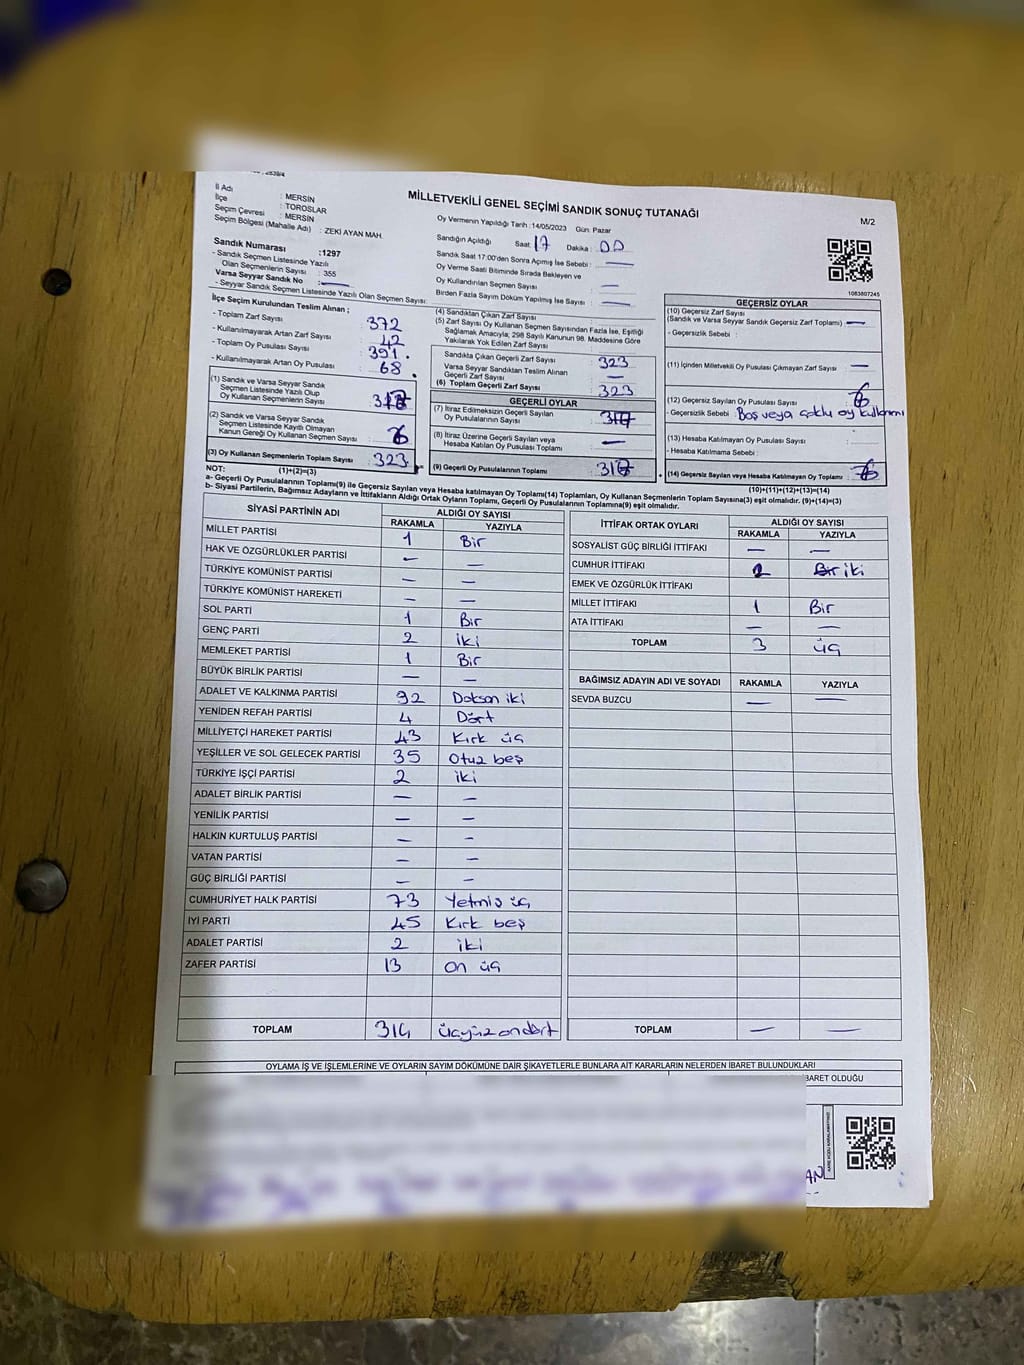 İl Adı : MERSİN
İlçe : TOROSLAR
Seçim Çevresi : MERSİN
Seçim Bölgesi (Mahalle Adı) : ZEKİ AYAN MAH.
MİLLETVEKİLİ GENEL SEÇİMİ SANDIK SONUÇ TUTANAĞI
M/2
Oy Vermenin Yapıldığı Tarih : 14/05/2023 Gün: Pazar
Sandığın Açıldığı Saat: 17 Dakika: 00
Sandık Saat 17:00'den Sonra Açılmış İse Sebebi : —
Oy Verme Saati Bitiminde Sırada Bekleyen ve
Oy Kullandırılan Seçmen Sayısı : —
Birden Fazla Sayım Döküm Yapılmış İse Sayısı : —
1083807245
Sandık Numarası :1297
- Sandık Seçmen Listesinde Yazılı
Olan Seçmenlerin Sayısı : 355
Varsa Seyyar Sandık No : —
- Seyyar Sandık Seçmen Listesinde Yazılı Olan Seçmen Sayısı:
İlçe Seçim Kurulundan Teslim Alınan ;
- Toplam Zarf Sayısı : 372
- Kullanılmayarak Artan Zarf Sayısı : 42
- Toplam Oy Pusulası Sayısı : 391
- Kullanılmayarak Artan Oy Pusulası : 68
(1) Sandık ve Varsa Seyyar Sandık
Seçmen Listesinde Yazılı Olup
Oy Kullanan Seçmenlerin Sayısı
(2) Sandık ve Varsa Seyyar Sandık
Seçmen Listesinde Kayıtlı Olmayan
Kanun Gereği Oy Kullanan Seçmen Sayısı
(3) Oy Kullanan Seçmenlerin Toplam Sayısı : 323
(1)+(2)=(3)
(4) Sandıktan Çıkan Zarf Sayısı :
(5) Zarf Sayısı Oy Kullanan Seçmen Sayısından Fazla İse, Eşitliği
Sağlamak Amacıyla; 298 Sayılı Kanunun 98. Maddesine Göre
Yakılarak Yok Edilen Zarf Sayısı :
Sandıkta Çıkan Geçerli Zarf Sayısı : 323
Varsa Seyyar Sandıktan Teslim Alınan
Geçerli Zarf Sayısı : —
(6) Toplam Geçerli Zarf Sayısı : 323
GEÇERLİ OYLAR
(7) İtiraz Edilmeksizin Geçerli Sayılan
Oy Pusulalarının Sayısı :
(8) İtiraz Üzerine Geçerli Sayılan veya
Hesaba Katılan Oy Pusulası Toplamı : —
(9) Geçerli Oy Pusulalarının Toplamı :
GEÇERSİZ OYLAR
(10) Geçersiz Zarf Sayısı
(Sandık ve Varsa Seyyar Sandık Geçersiz Zarf Toplamı) : —
- Geçersizlik Sebebi :
(11) İçinden Milletvekili Oy Pusulası Çıkmayan Zarf Sayısı : —
(12) Geçersiz Sayılan Oy Pusulası Sayısı : 6
- Geçersizlik Sebebi : Boş veya çoklu oy kullanımı
(13) Hesaba Katılmayan Oy Pusulası Sayısı :
- Hesaba Katılmama Sebebi :
(14) Geçersiz Sayılan veya Hesaba Katılmayan Oy Toplamı : 6
(10)+(11)+(12)+(13)=(14)
NOT:
a- Geçerli Oy Pusulalarının Toplamı(9) ile Geçersiz Sayılan veya Hesaba katılmayan Oy Toplamı(14) Toplamları, Oy Kullanan Seçmenlerin Toplam Sayısına(3) eşit olmalıdır. (9)+(14)=(3)
b- Siyasi Partilerin, Bağımsız Adayların ve İttifakların Aldığı Ortak Oyların Toplamı, Geçerli Oy Pusulalarının Toplamına(9) eşit olmalıdır.
SİYASİ PARTİNİN ADI ALDIĞI OY SAYISI
RAKAMLA YAZIYLA
MİLLET PARTİSİ 1 Bir
HAK VE ÖZGÜRLÜKLER PARTİSİ — —
TÜRKİYE KOMÜNİST PARTİSİ — —
TÜRKİYE KOMÜNİST HAREKETİ — —
SOL PARTİ 1 Bir
GENÇ PARTİ 2 iki
MEMLEKET PARTİSİ 1 Bir
BÜYÜK BİRLİK PARTİSİ — —
ADALET VE KALKINMA PARTİSİ 92 Doksan iki
YENİDEN REFAH PARTİSİ 4 Dört
MİLLİYETÇİ HAREKET PARTİSİ 43 Kırk üç
YEŞİLLER VE SOL GELECEK PARTİSİ 35 Otuz beş
TÜRKİYE İŞÇİ PARTİSİ 2 iki
ADALET BİRLİK PARTİSİ — —
YENİLİK PARTİSİ — —
HALKIN KURTULUŞ PARTİSİ — —
VATAN PARTİSİ — —
GÜÇ BİRLİĞİ PARTİSİ — —
CUMHURİYET HALK PARTİSİ 73 Yetmiş üç
İYİ PARTİ 45 Kırk beş
ADALET PARTİSİ 2 iki
ZAFER PARTİSİ 13 on üç
TOPLAM 314 üçyüz ondört
İTTİFAK ORTAK OYLARI ALDIĞI OY SAYISI
RAKAMLA YAZIYLA
SOSYALİST GÜÇ BİRLİĞİ İTTİFAKI — —
CUMHUR İTTİFAKI 2 Bir iki
EMEK VE ÖZGÜRLÜK İTTİFAKI
MİLLET İTTİFAKI 1 Bir
ATA İTTİFAKI — —
TOPLAM 3 üç
BAĞIMSIZ ADAYIN ADI VE SOYADI RAKAMLA YAZIYLA
SEVDA BUZCU — —
TOPLAM — —
OYLAMA İŞ VE İŞLEMLERİNE VE OYLARIN SAYIM DÖKÜMÜNE DAİR ŞİKAYETLERLE BUNLARA AİT KARARLARIN NELERDEN İBARET BULUNDUKLARI
BARET OLDUĞU